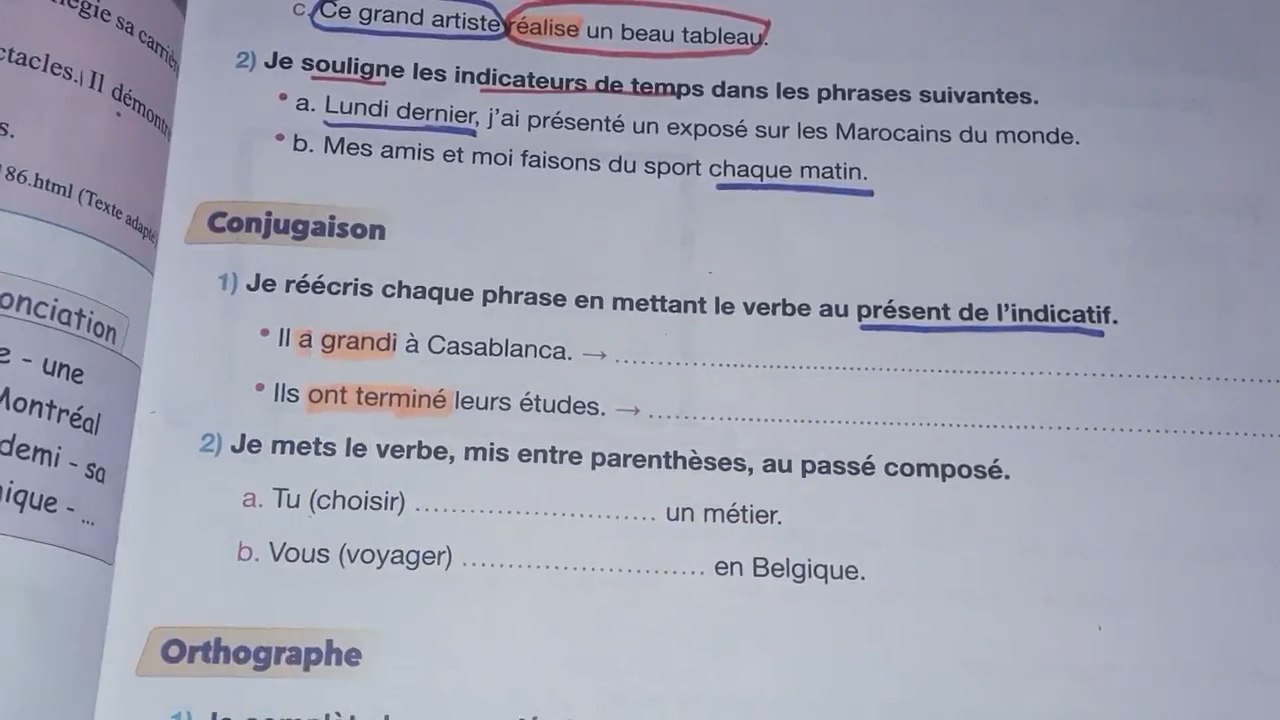 c. Ce grand artiste réalise un beau tableau.
2) Je souligne les indicateurs de temps dans les phrases suivantes.
• a. Lundi dernier, j'ai présenté un exposé sur les Marocains du monde.
• b. Mes amis et moi faisons du sport chaque matin.
Conjugaison
1) Je réécris chaque phrase en mettant le verbe au présent de l'indicatif.
• Il a grandi à Casablanca. → ............................................
• Ils ont terminé leurs études. → ............................................
2) Je mets le verbe, mis entre parenthèses, au passé composé.
a. Tu (choisir) .......................... un métier.
b. Vous (voyager) .......................... en Belgique.
Orthographe
sa
ctacles. Il
s.
86.html (Texte
onciation
e - une
Montréal
demi - sa
ique - ...